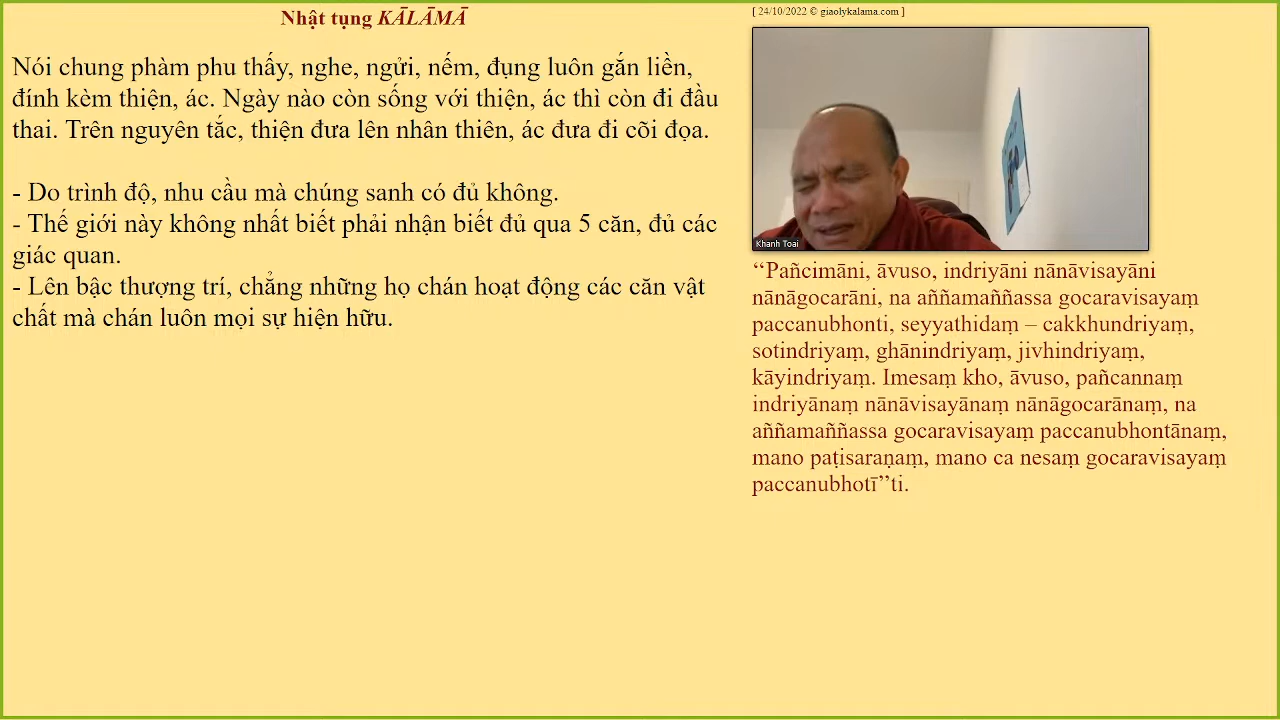 Nhật tụng KĀLĀMĀ
Nói chung phàm phu thấy, nghe, ngửi, nếm, đụng luôn gắn liền,
đính kèm thiện, ác. Ngày nào còn sống với thiện, ác thì còn đi đầu
thai. Trên nguyên tắc, thiện đưa lên nhân thiên, ác đưa đi cõi đọa.
- Do trình độ, nhu cầu mà chúng sanh có đủ không.
- Thế giới này không nhất biết phải nhận biết đủ qua 5 căn, đủ các
giác quan.
- Lên bậc thượng trí, chẳng những họ chán hoạt động các căn vật
chất mà chán luôn mọi sự hiện hữu.
[ 24/10/2022 © giaolykalama.com ]
Khanh Toai
“Pañcimāni, āvuso, indriyāni nānāvisayāni
nānāgocarāni, na aññamaññassa gocaravisayaṃ
paccanubhonti, seyyathidaṃ – cakkhundriyaṃ,
sotindriyaṃ, ghānindriyaṃ, jivhindriyaṃ,
kāyindriyaṃ. Imesaṃ kho, āvuso, pañcannaṃ
indriyānaṃ nānāvisayānaṃ nānāgocarānaṃ, na
aññamaññassa gocaravisayaṃ paccanubhontānaṃ,
mano paṭisaraṇaṃ, mano ca nesaṃ gocaravisayaṃ
paccanubhotī”ti.